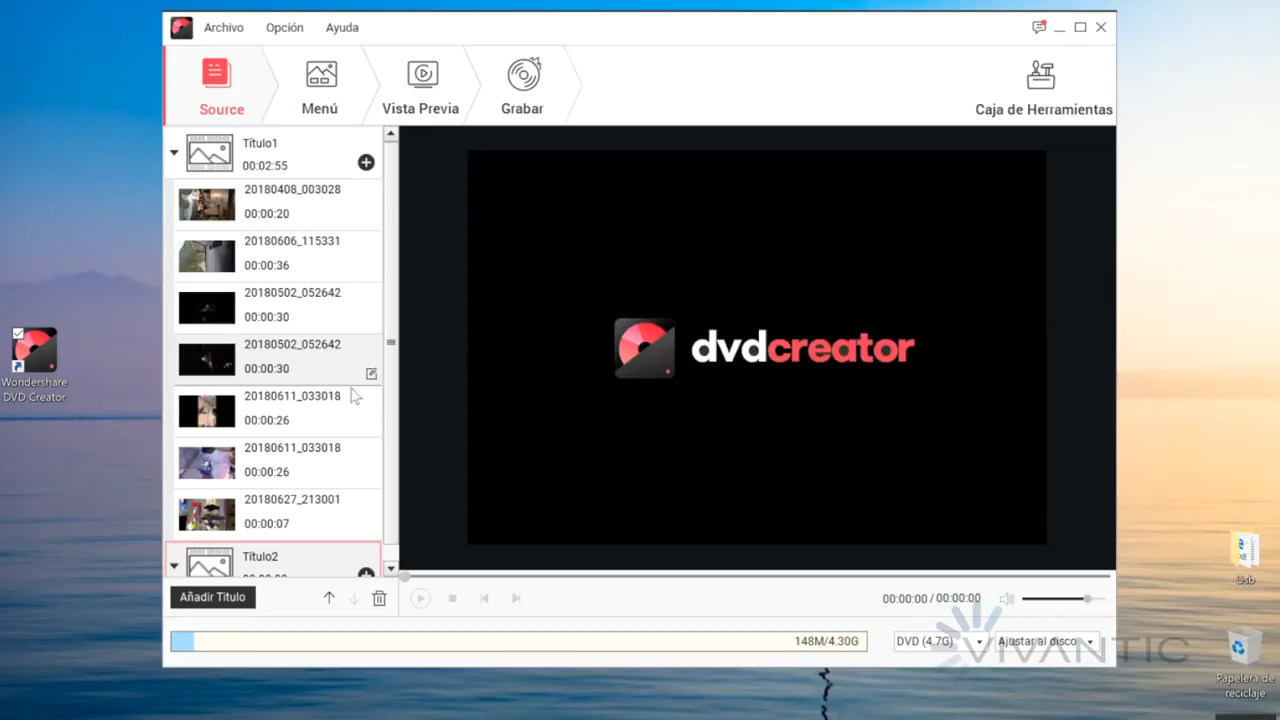 Archivo Opción Ayuda
Source
Menú
Vista Previa
Grabar
Caja de Herramientas
Título1
00:02:55
20180408_003028
00:00:20
20180606_115331
00:00:36
20180502_052642
00:00:30
20180502_052642
00:00:30
20180611_033018
00:00:26
20180611_033018
00:00:26
20180627_213001
00:00:07
Título2
Añadir Título
dvdcreator
00:00:00 / 00:00:00
148M/4.30G
DVD (4.7G)
Ajustar al disco
VIVANTIC
Wondershare
DVD Creator
Usb
Papelera de
reciclaje